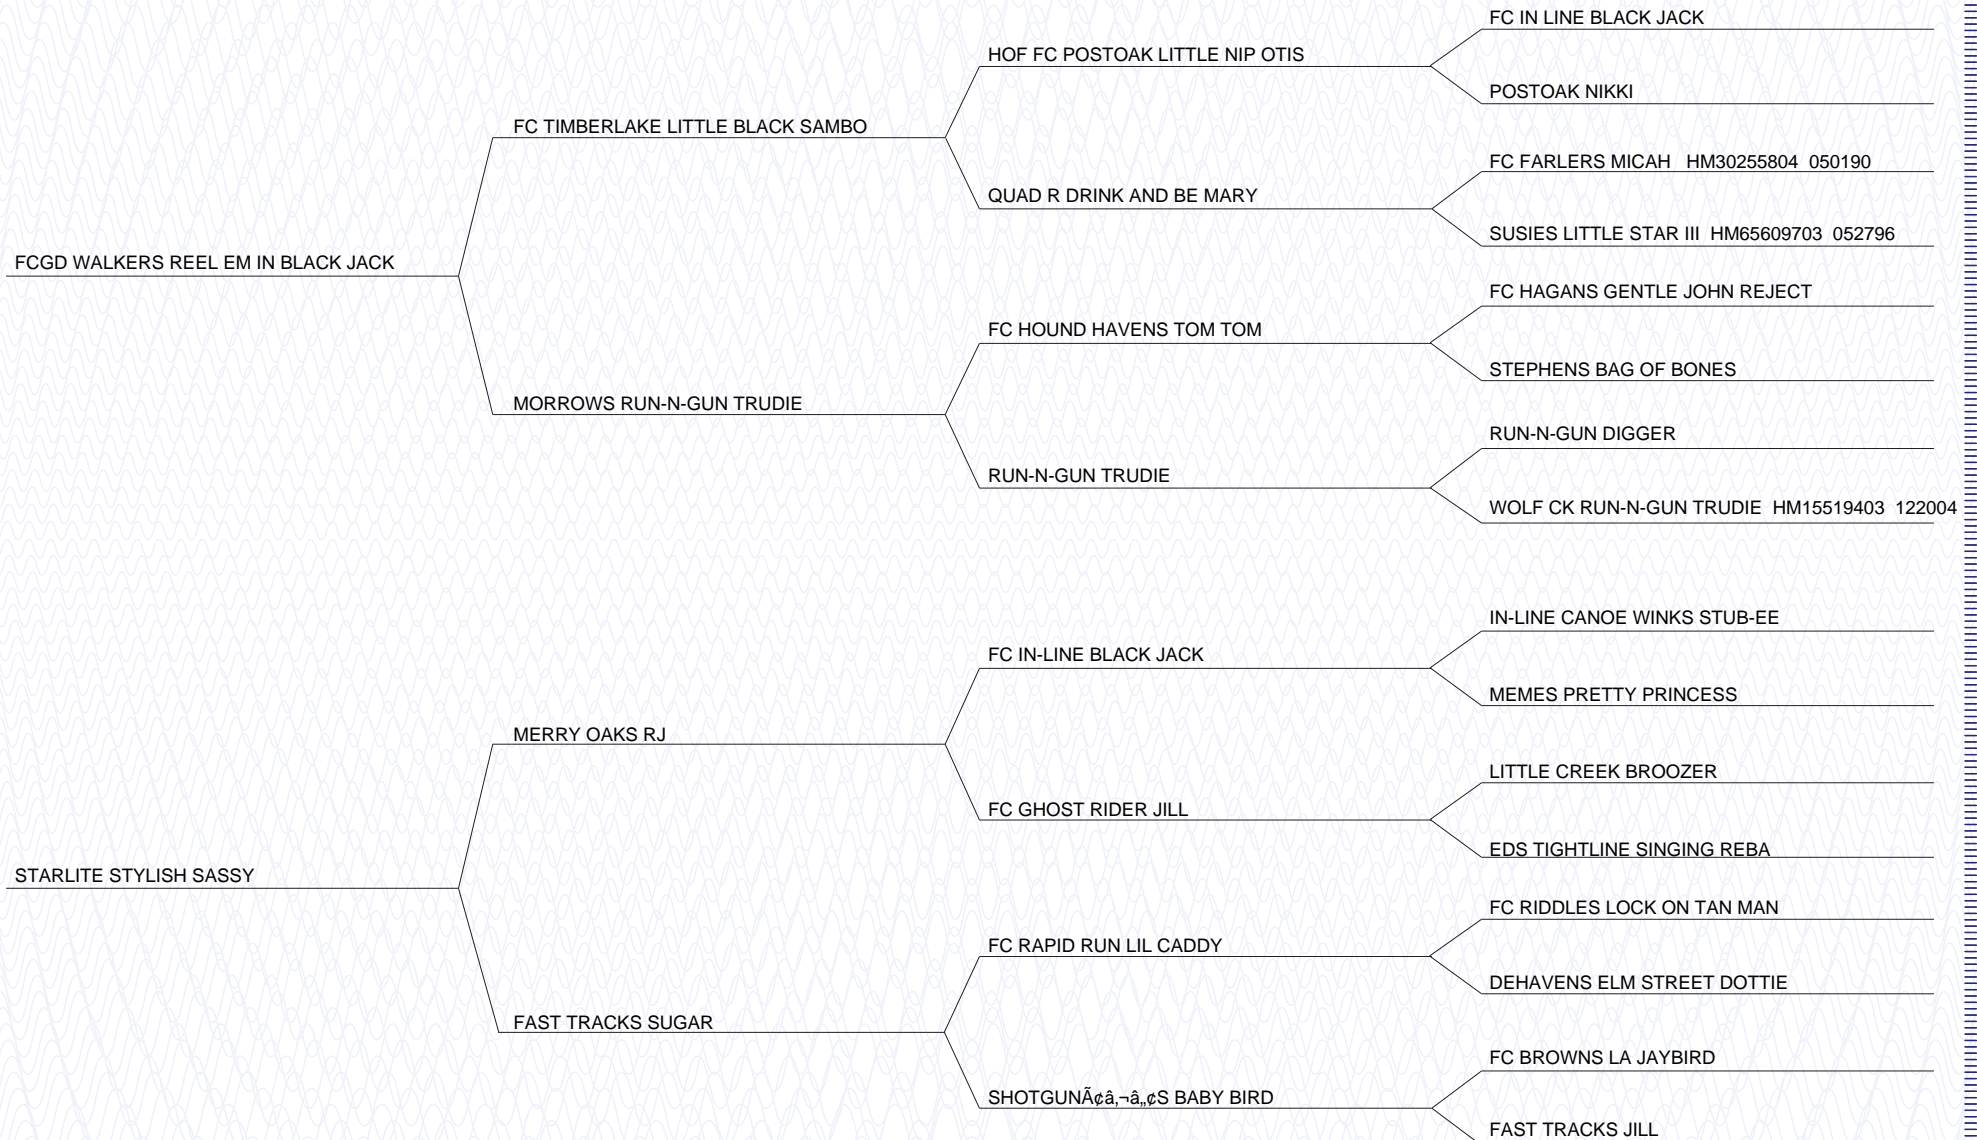 FC IN LINE BLACK JACK
HOF FC POSTOAK LITTLE NIP OTIS
POSTOAK NIKKI
FC TIMBERLAKE LITTLE BLACK SAMBO
FC FARLERS MICAH HM30255804 050190
QUAD R DRINK AND BE MARY
SUSIES LITTLE STAR III HM65609703 052796
FCGD WALKERS REEL EM IN BLACK JACK
FC HAGANS GENTLE JOHN REJECT
FC HOUND HAVENS TOM TOM
STEPHENS BAG OF BONES
MORROWS RUN-N-GUN TRUDIE
RUN-N-GUN DIGGER
RUN-N-GUN TRUDIE
WOLF CK RUN-N-GUN TRUDIE HM15519403 122004
IN-LINE CANOE WINKS STUB-EE
FC IN-LINE BLACK JACK
MEMES PRETTY PRINCESS
MERRY OAKS RJ
LITTLE CREEK BROOZER
FC GHOST RIDER JILL
EDS TIGHTLINE SINGING REBA
STARLITE STYLISH SASSY
FC RIDDLES LOCK ON TAN MAN
FC RAPID RUN LIL CADDY
DEHAVENS ELM STREET DOTTIE
FAST TRACKS SUGAR
FC BROWNS LA JAYBIRD
SHOTGUNÃ¢â‚¬â„¢S BABY BIRD
FAST TRACKS JILL